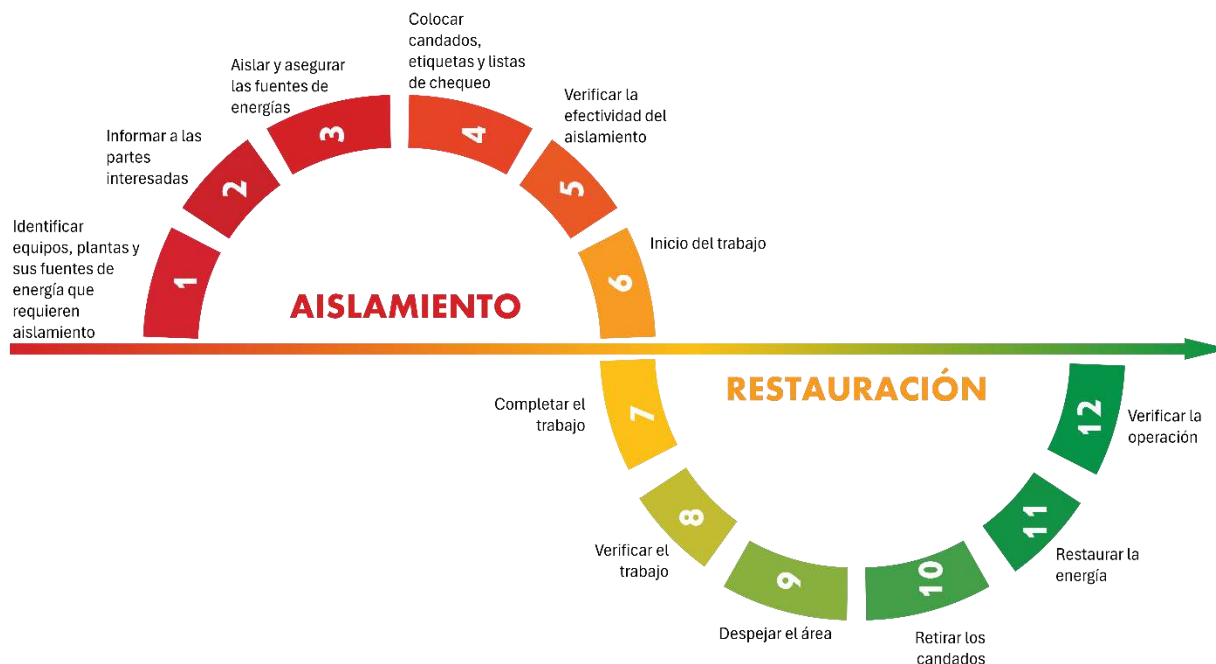 Identificar
equipos, plantas y
sus fuentes de
energía que
requieren
aislamiento
1
Informar a las
partes
interesadas
2
Aislar y asegurar
las fuentes de
energías
3
Colocar
candados,
etiquetas y listas
de chequeo
4
Verificar la
efectividad del
aislamiento
5
Inicio del trabajo
6
AISLAMIENTO
RESTAURACIÓN
Completar el
trabajo
7
Verificar el
trabajo
8
Despejar el área
9
Retirar los
candados
10
Restaurar la
energía
11
Verificar la
operación
12